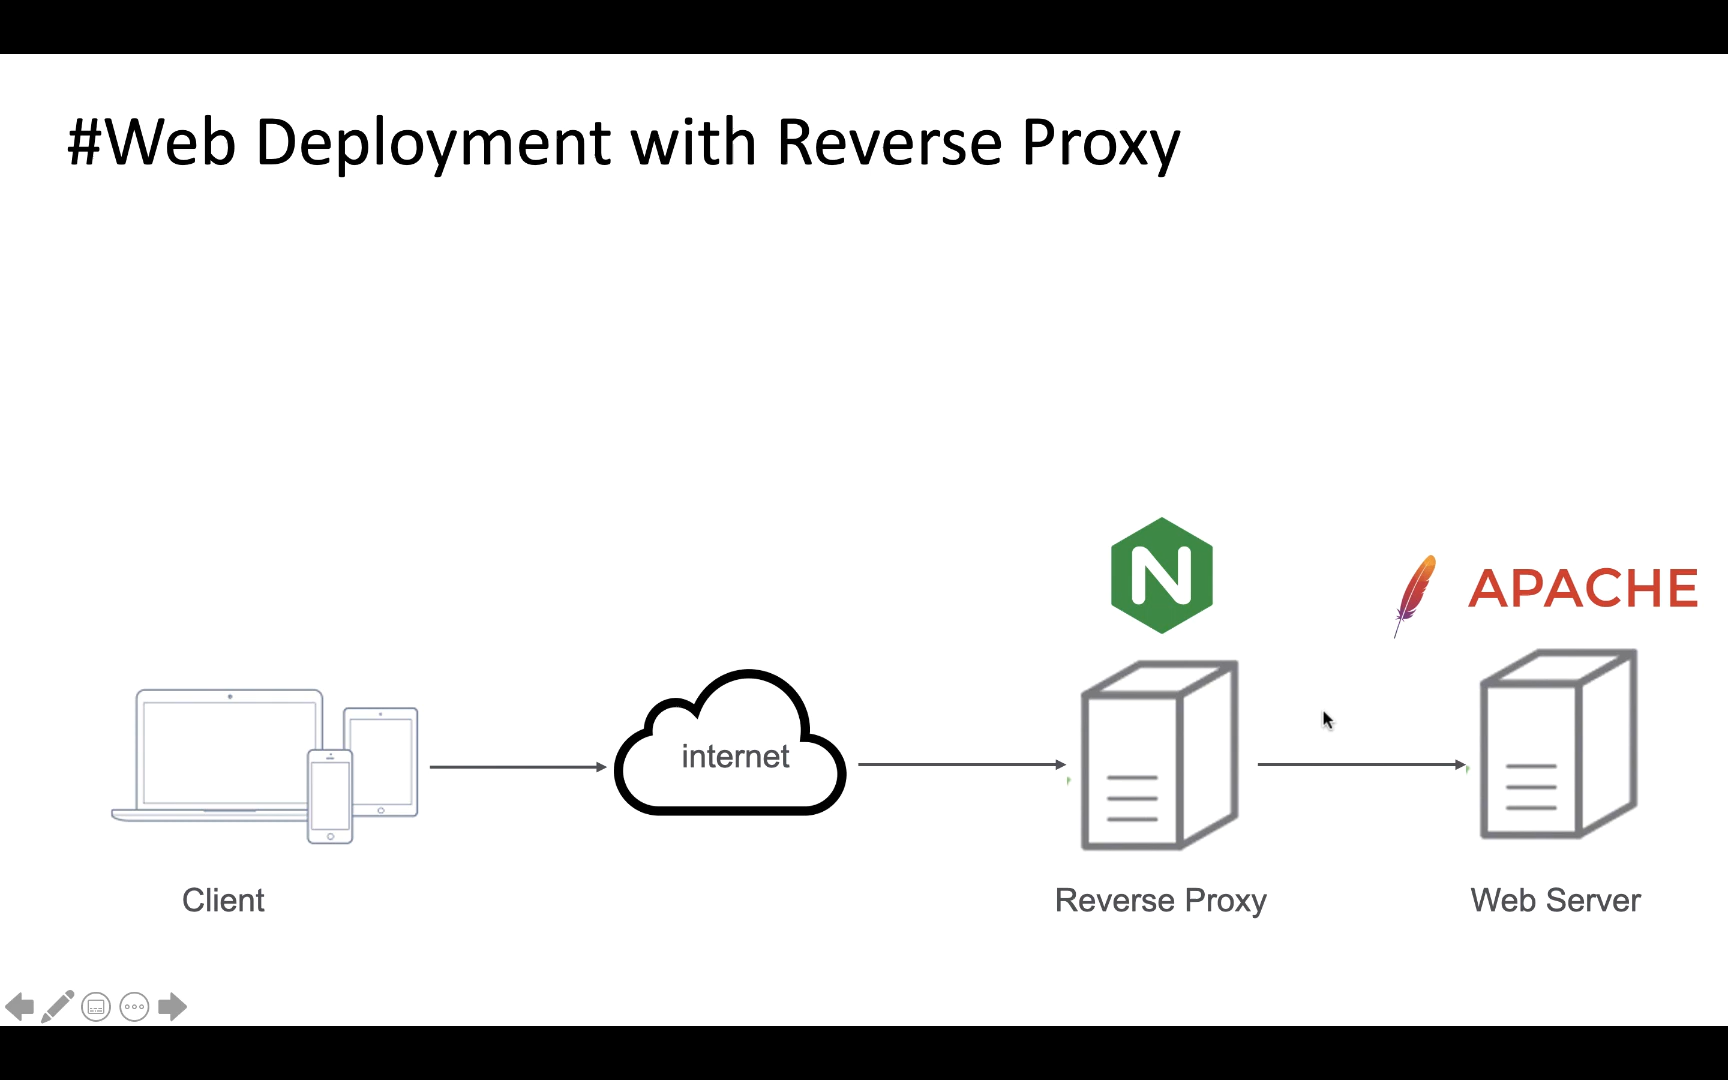 #Web Deployment with Reverse Proxy
N
APACHE
internet
Client
Reverse Proxy
Web Server